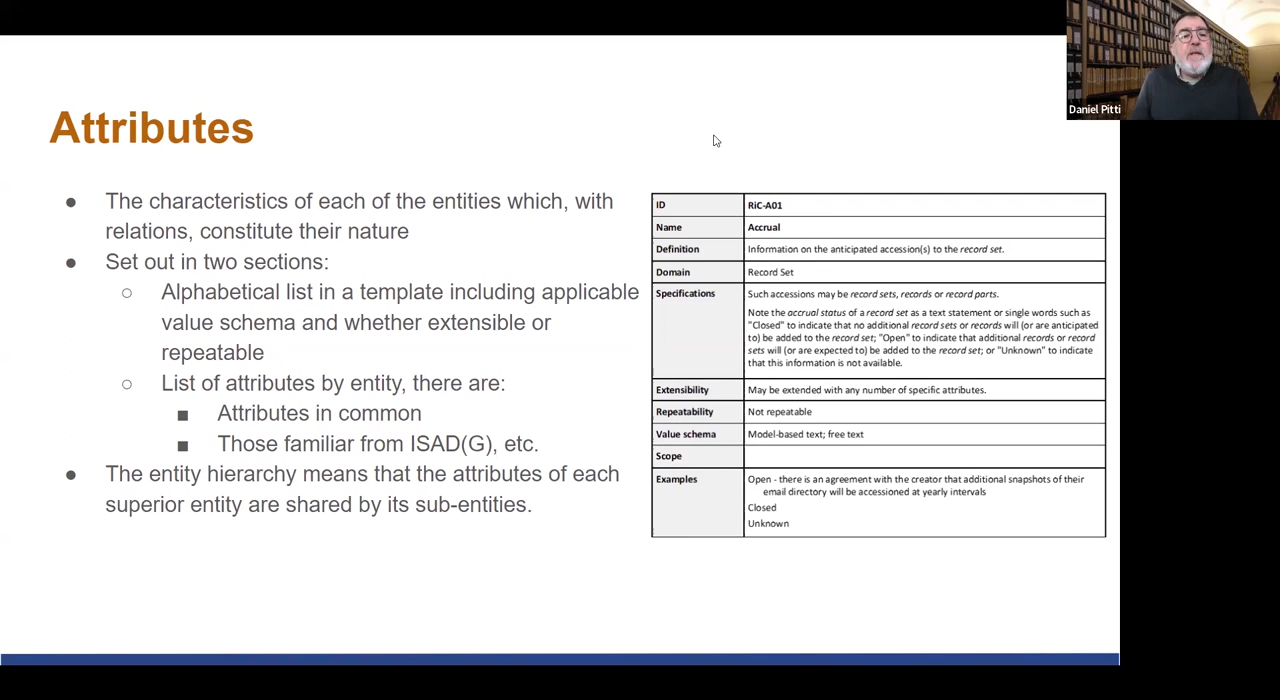 Daniel Pitti
Attributes
● The characteristics of each of the entities which, with
relations, constitute their nature
● Set out in two sections:
○ Alphabetical list in a template including applicable
value schema and whether extensible or
repeatable
○ List of attributes by entity, there are:
■ Attributes in common
■ Those familiar from ISAD(G), etc.
● The entity hierarchy means that the attributes of each
superior entity are shared by its sub-entities.
ID RiC-A01
Name Accrual
Definition Information on the anticipated accession(s) to the record set.
Domain Record Set
Specifications Such accessions may be record sets, records or record parts.
Note the accrual status of a record set as a text statement or single words such as
"Closed" to indicate that no additional record sets or records will (or are anticipated
to) be added to the record set; "Open" to indicate that additional records or record
sets will (or are expected to) be added to the record set; or "Unknown" to indicate
that this information is not available.
Extensibility May be extended with any number of specific attributes.
Repeatability Not repeatable
Value schema Model-based text; free text
Scope
Examples Open - there is an agreement with the creator that additional snapshots of their
email directory will be accessioned at yearly intervals
Closed
Unknown